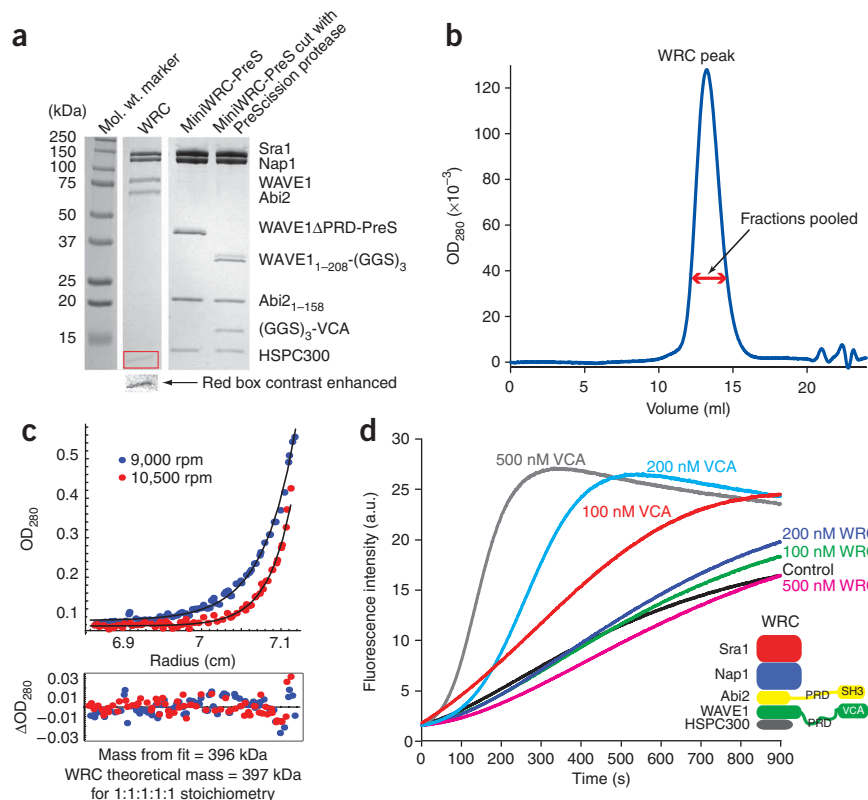 a
(kDa)
Mol. wt. marker
WRC
MiniWRC-PreS
MiniWRC-PreS cut with
PreScission protease
250
150
100
75
50
37
25
20
15
Sra1
Nap1
WAVE1
Abi2
WAVE1ΔPRD-PreS
WAVE1₁₋₂₀₈-(GGS)₃
Abi2₁₋₁₅₈
(GGS)₃-VCA
HSPC300
Red box contrast enhanced
b
WRC peak
Fractions pooled
OD₂₈₀ (×10⁻³)
120
100
80
60
40
20
0
0 5 10 15 20
Volume (ml)
c
9,000 rpm
10,500 rpm
OD₂₈₀
0.5
0.4
0.3
0.2
0.1
6.9 7 7.1
Radius (cm)
ΔOD₂₈₀
0.03
0.01
−0.01
−0.03
Mass from fit = 396 kDa
WRC theoretical mass = 397 kDa
for 1:1:1:1:1 stoichiometry
d
Fluorescence intensity (a.u.)
30
25
20
15
10
5
0
0 100 200 300 400 500 600 700 800 900
Time (s)
500 nM VCA
200 nM VCA
100 nM VCA
200 nM WRC
100 nM WRC
Control
500 nM WRC
WRC
Sra1
Nap1
Abi2
PRD
SH3
WAVE1
VCA
HSPC300
PRD